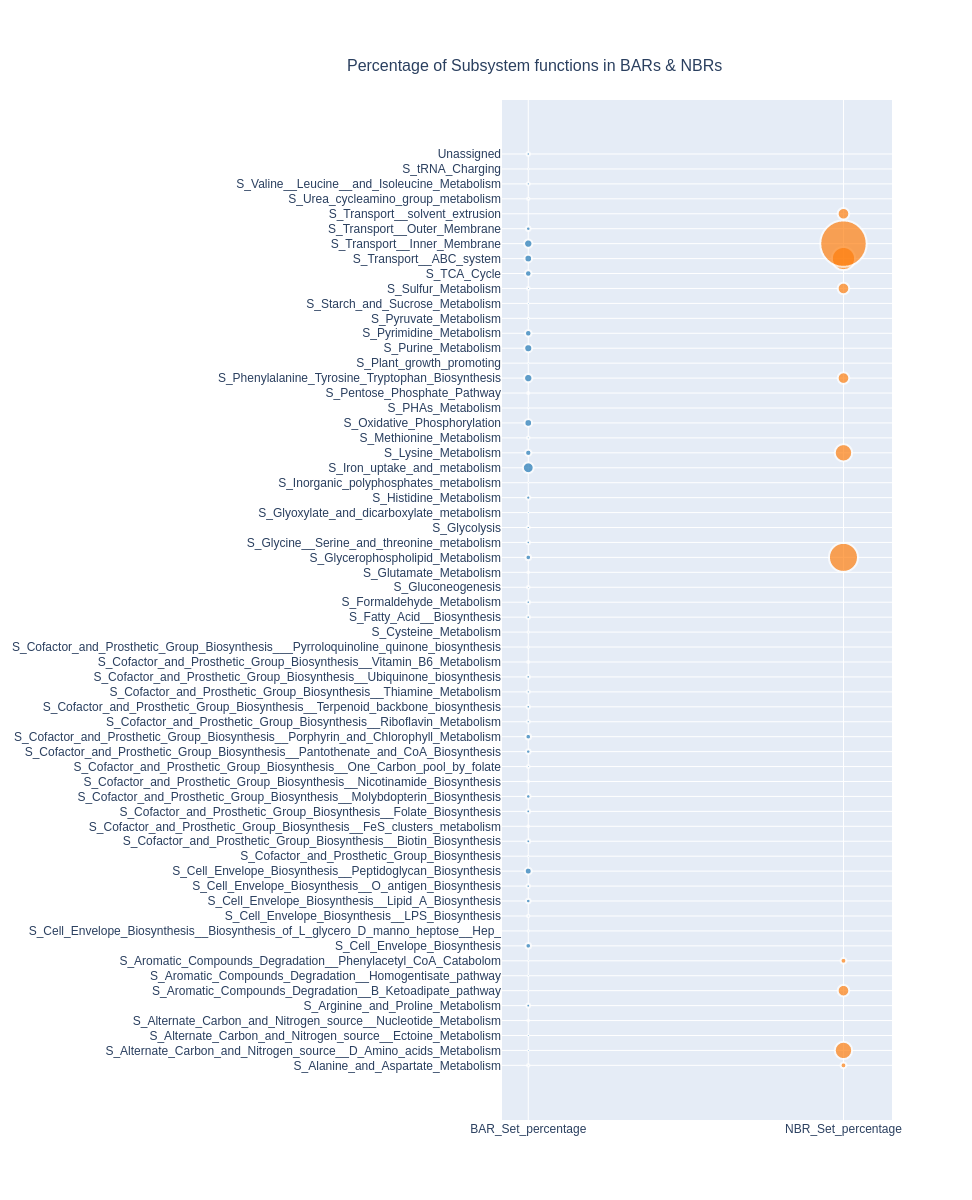 Percentage of Subsystem functions in BARs & NBRs
Unassigned
S_tRNA_Charging
S_Valine__Leucine__and_Isoleucine_Metabolism
S_Urea_cycleamino_group_metabolism
S_Transport__solvent_extrusion
S_Transport__Outer_Membrane
S_Transport__Inner_Membrane
S_Transport__ABC_system
S_TCA_Cycle
S_Sulfur_Metabolism
S_Starch_and_Sucrose_Metabolism
S_Pyruvate_Metabolism
S_Pyrimidine_Metabolism
S_Purine_Metabolism
S_Plant_growth_promoting
S_Phenylalanine_Tyrosine_Tryptophan_Biosynthesis
S_Pentose_Phosphate_Pathway
S_PHAs_Metabolism
S_Oxidative_Phosphorylation
S_Methionine_Metabolism
S_Lysine_Metabolism
S_Iron_uptake_and_metabolism
S_Inorganic_polyphosphates_metabolism
S_Histidine_Metabolism
S_Glyoxylate_and_dicarboxylate_metabolism
S_Glycolysis
S_Glycine__Serine_and_threonine_metabolism
S_Glycerophospholipid_Metabolism
S_Glutamate_Metabolism
S_Gluconeogenesis
S_Formaldehyde_Metabolism
S_Fatty_Acid__Biosynthesis
S_Cysteine_Metabolism
S_Cofactor_and_Prosthetic_Group_Biosynthesis___Pyrroloquinoline_quinone_biosynthesis
S_Cofactor_and_Prosthetic_Group_Biosynthesis__Vitamin_B6_Metabolism
S_Cofactor_and_Prosthetic_Group_Biosynthesis__Ubiquinone_biosynthesis
S_Cofactor_and_Prosthetic_Group_Biosynthesis__Thiamine_Metabolism
S_Cofactor_and_Prosthetic_Group_Biosynthesis__Terpenoid_backbone_biosynthesis
S_Cofactor_and_Prosthetic_Group_Biosynthesis__Riboflavin_Metabolism
S_Cofactor_and_Prosthetic_Group_Biosynthesis__Porphyrin_and_Chlorophyll_Metabolism
S_Cofactor_and_Prosthetic_Group_Biosynthesis__Pantothenate_and_CoA_Biosynthesis
S_Cofactor_and_Prosthetic_Group_Biosynthesis__One_Carbon_pool_by_folate
S_Cofactor_and_Prosthetic_Group_Biosynthesis__Nicotinamide_Biosynthesis
S_Cofactor_and_Prosthetic_Group_Biosynthesis__Molybdopterin_Biosynthesis
S_Cofactor_and_Prosthetic_Group_Biosynthesis__Folate_Biosynthesis
S_Cofactor_and_Prosthetic_Group_Biosynthesis__FeS_clusters_metabolism
S_Cofactor_and_Prosthetic_Group_Biosynthesis__Biotin_Biosynthesis
S_Cofactor_and_Prosthetic_Group_Biosynthesis
S_Cell_Envelope_Biosynthesis__Peptidoglycan_Biosynthesis
S_Cell_Envelope_Biosynthesis__O_antigen_Biosynthesis
S_Cell_Envelope_Biosynthesis__Lipid_A_Biosynthesis
S_Cell_Envelope_Biosynthesis__LPS_Biosynthesis
S_Cell_Envelope_Biosynthesis__Biosynthesis_of_L_glycero_D_manno_heptose__Hep_
S_Cell_Envelope_Biosynthesis
S_Aromatic_Compounds_Degradation__Phenylacetyl_CoA_Catabolom
S_Aromatic_Compounds_Degradation__Homogentisate_pathway
S_Aromatic_Compounds_Degradation__B_Ketoadipate_pathway
S_Arginine_and_Proline_Metabolism
S_Alternate_Carbon_and_Nitrogen_source__Nucleotide_Metabolism
S_Alternate_Carbon_and_Nitrogen_source__Ectoine_Metabolism
S_Alternate_Carbon_and_Nitrogen_source__D_Amino_acids_Metabolism
S_Alanine_and_Aspartate_Metabolism
BAR_Set_percentage NBR_Set_percentage